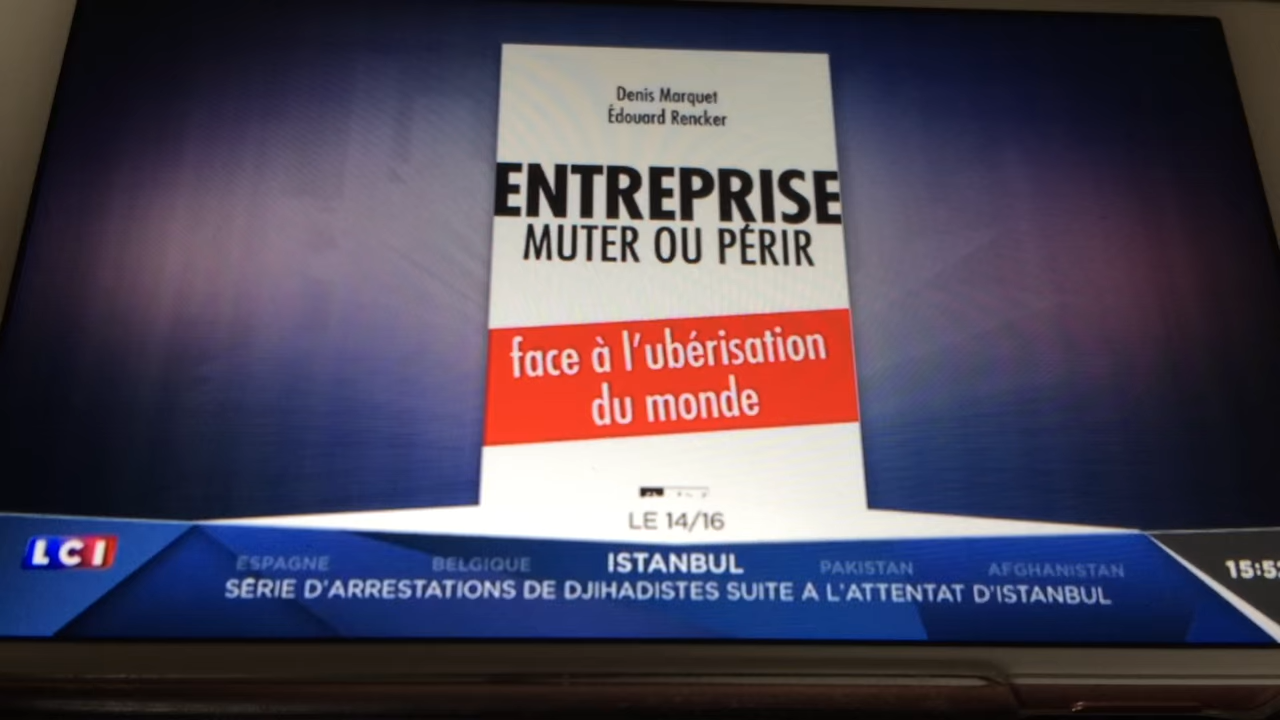 Denis Marquet
Édouard Rencker
ENTREPRISE
MUTER OU PÉRIR
face à l'ubérisation
du monde
LE 14/16
LCI
ESPAGNE BELGIQUE ISTANBUL PAKISTAN AFGHANISTAN
SÉRIE D'ARRESTATIONS DE DJIHADISTES SUITE A L'ATTENTAT D'ISTANBUL